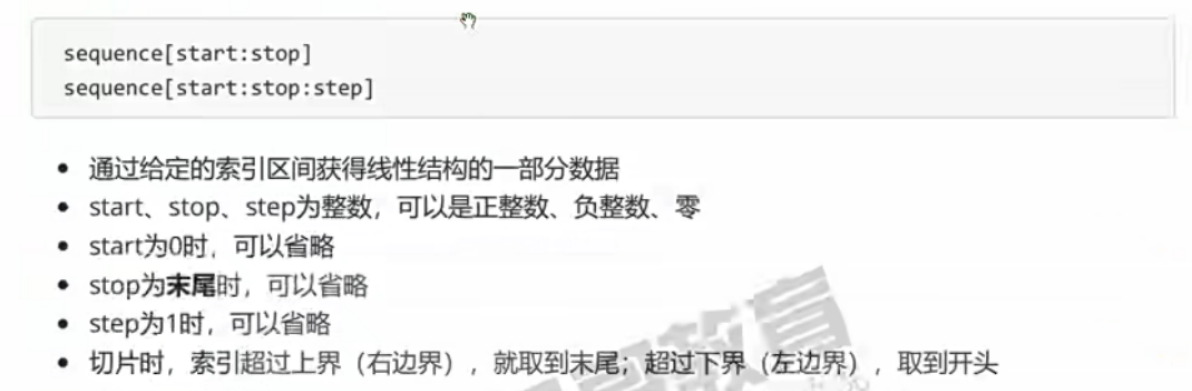 sequence[start:stop]
sequence[start:stop:step]
• 通过给定的索引区间获得线性结构的一部分数据
• start、stop、step为整数，可以是正整数、负整数、零
• start为0时，可以省略
• stop为末尾时，可以省略
• step为1时，可以省略
• 切片时，索引超过上界（右边界），就取到末尾；超过下界（左边界），取到开头
教育